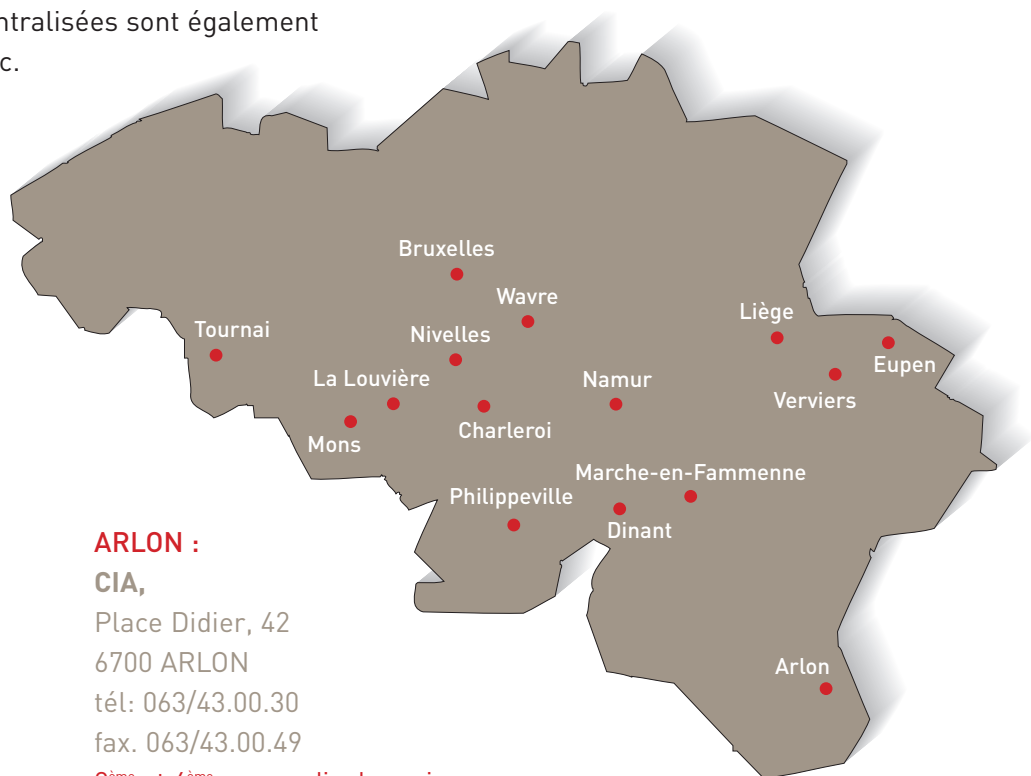 ntralisées sont également
c.
Bruxelles
Wavre
Liège
Tournai
Nivelles
Eupen
La Louvière
Namur
Verviers
Mons
Charleroi
Marche-en-Fammenne
Philippeville
Dinant
Arlon
ARLON :
CIA,
Place Didier, 42
6700 ARLON
tél: 063/43.00.30
fax. 063/43.00.49